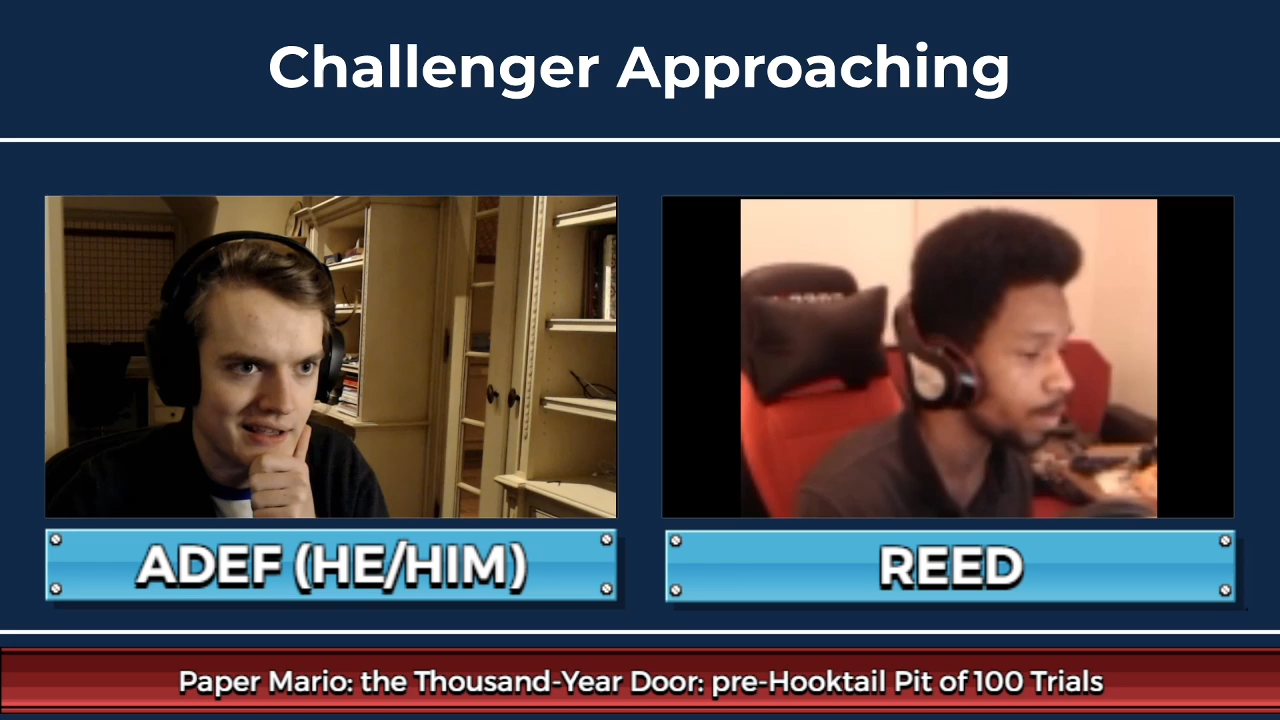 Challenger Approaching
ADEF (HE/HIM)
REED
Paper Mario: the Thousand-Year Door: pre-Hooktail Pit of 100 Trials